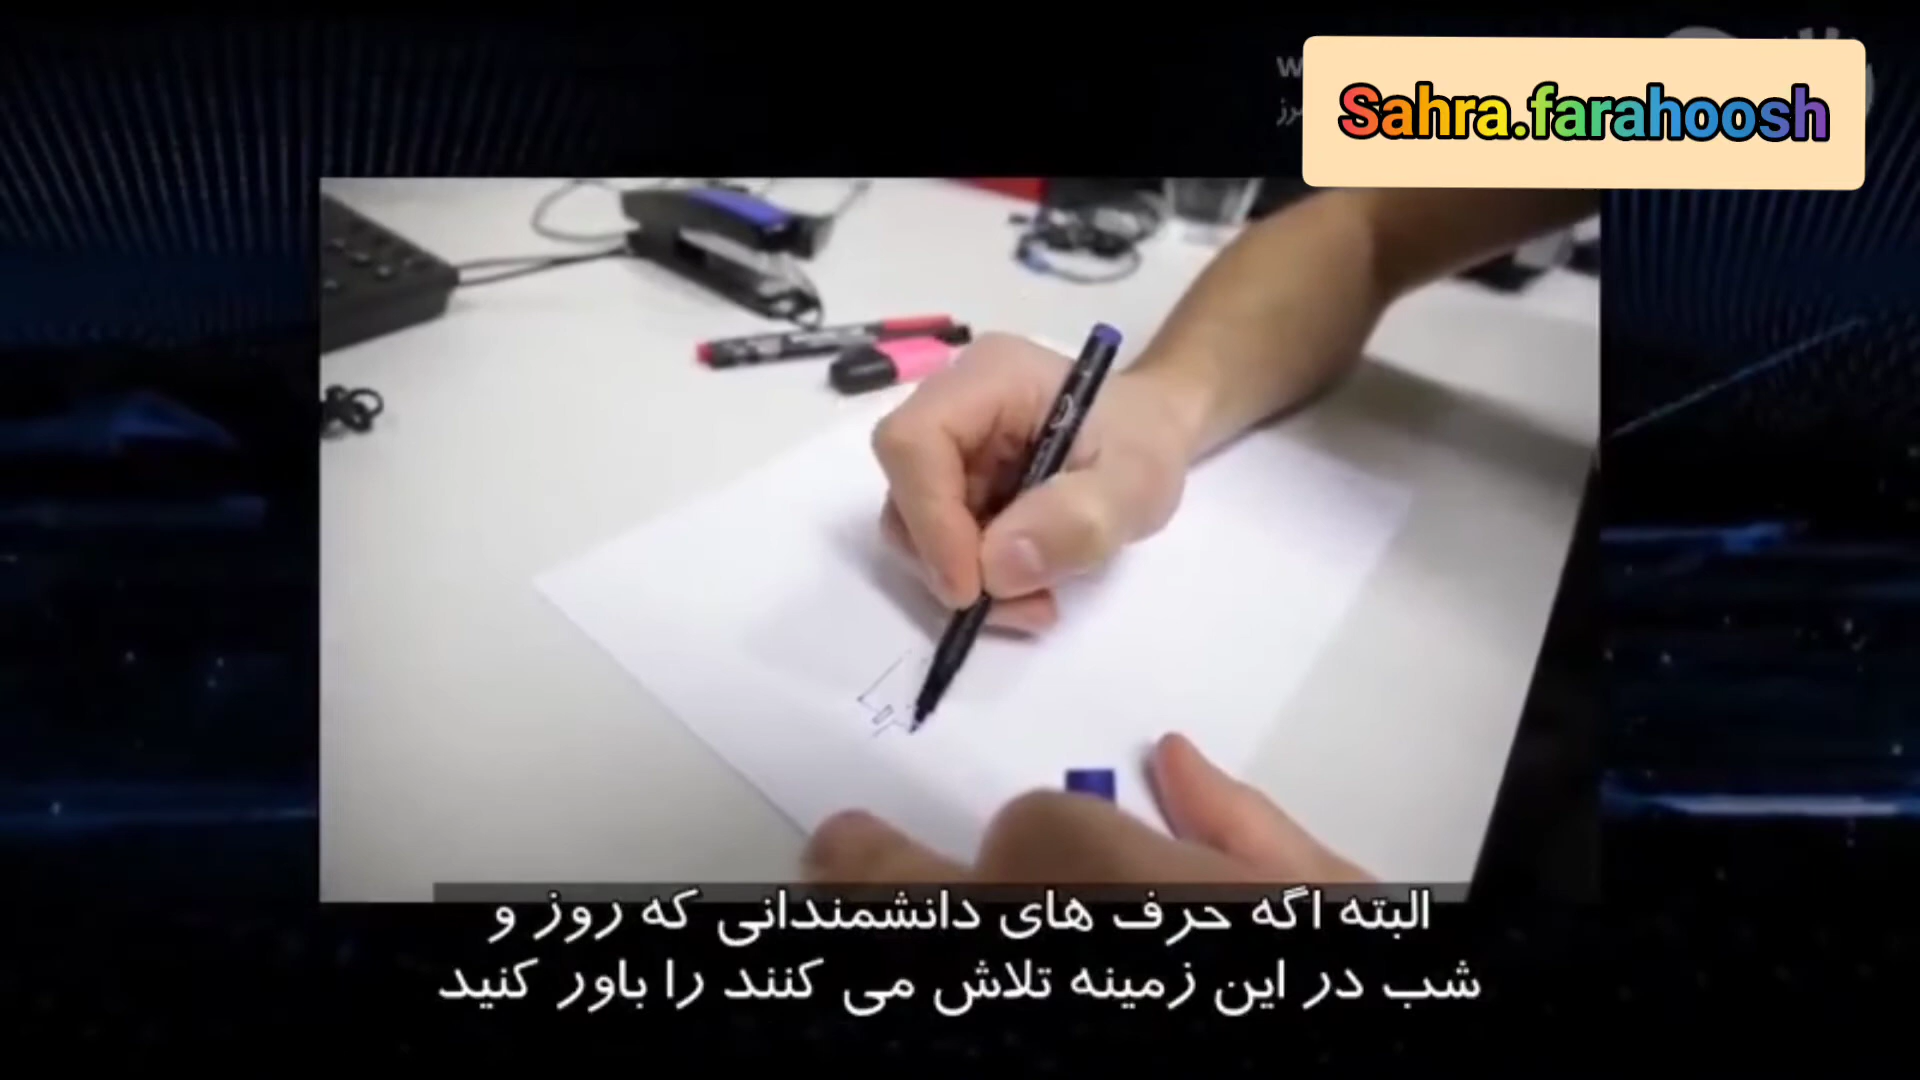 Sahra.farahoosh
البته اگه حرف های دانشمندانی که روز و
شب در این زمینه تلاش می کنند را باور کنید